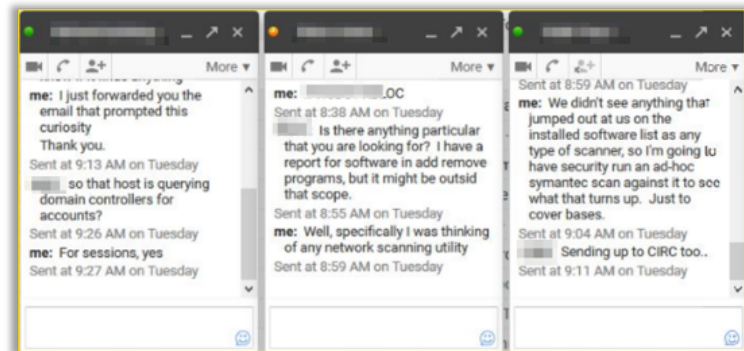 More ▾
me: I just forwarded you the
email that prompted this
curiosity
Thank you.
Sent at 9:13 AM on Tuesday
so that host is querying
domain controllers for
accounts?
Sent at 9:26 AM on Tuesday
me: For sessions, yes
Sent at 9:27 AM on Tuesday
More ▾
me: LOC
Sent at 8:38 AM on Tuesday
Is there anything particular
that you are looking for? I have a
report for software in add remove
programs, but it might be outsid
that scope.
Sent at 8:55 AM on Tuesday
me: Well, specifically I was thinking
of any network scanning utility
Sent at 8:59 AM on Tuesday
More ▾
Sent at 8:59 AM on Tuesday
me: We didn't see anything that
jumped out at us on the
installed software list as any
type of scanner, so I'm going to
have security run an ad-hoc
symantec scan against it to see
what that turns up. Just to
cover bases.
Sent at 9:04 AM on Tuesday
Sending up to CIRC too..
Sent at 9:11 AM on Tuesday